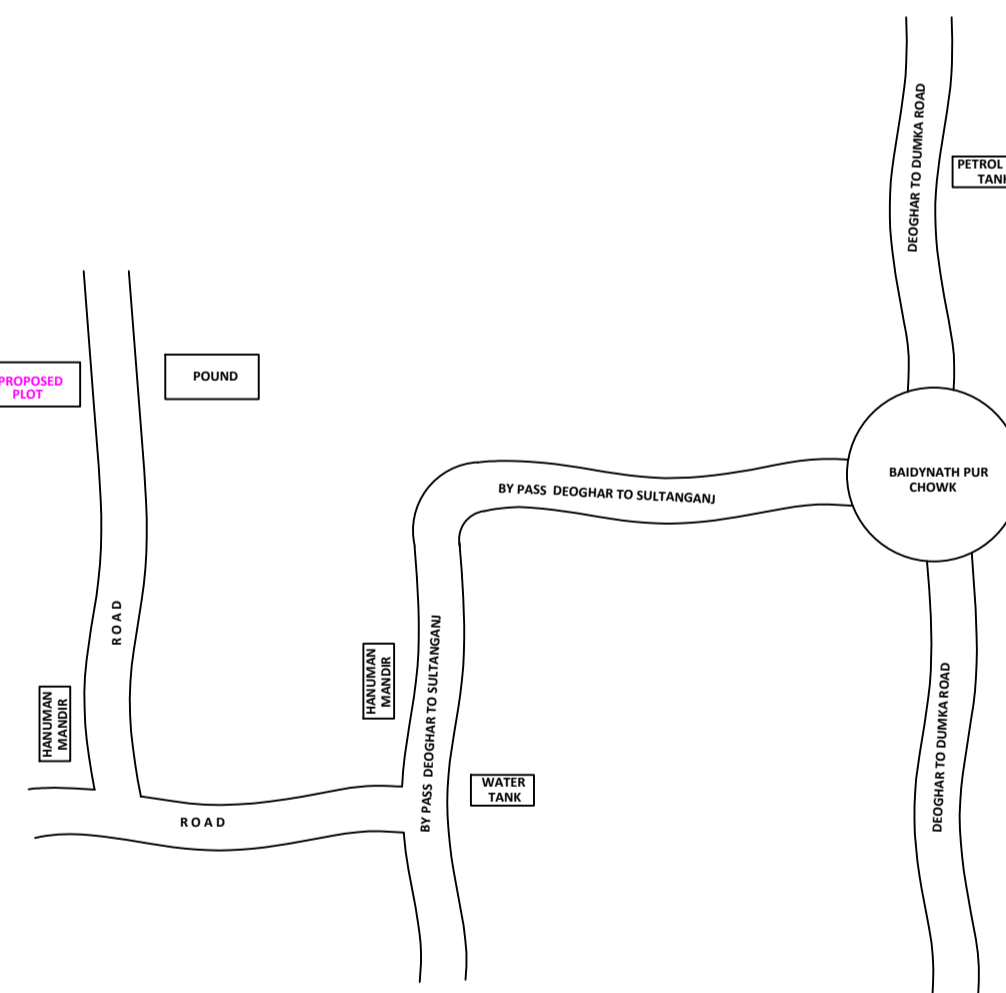 DEOGHAR TO DUMKA ROAD
PETROL
PROPOSED
PLOT
POUND
BAIDYNATH PUR
CHOWK
BY PASS DEOGHAR TO SULTANGANJ
ROAD
HANUMAN
MANDIR
HANUMAN
MANDIR
BY PASS DEOGHAR TO SULTANGANJ
DEOGHAR TO DUMKA ROAD
WATER
TANK
ROAD